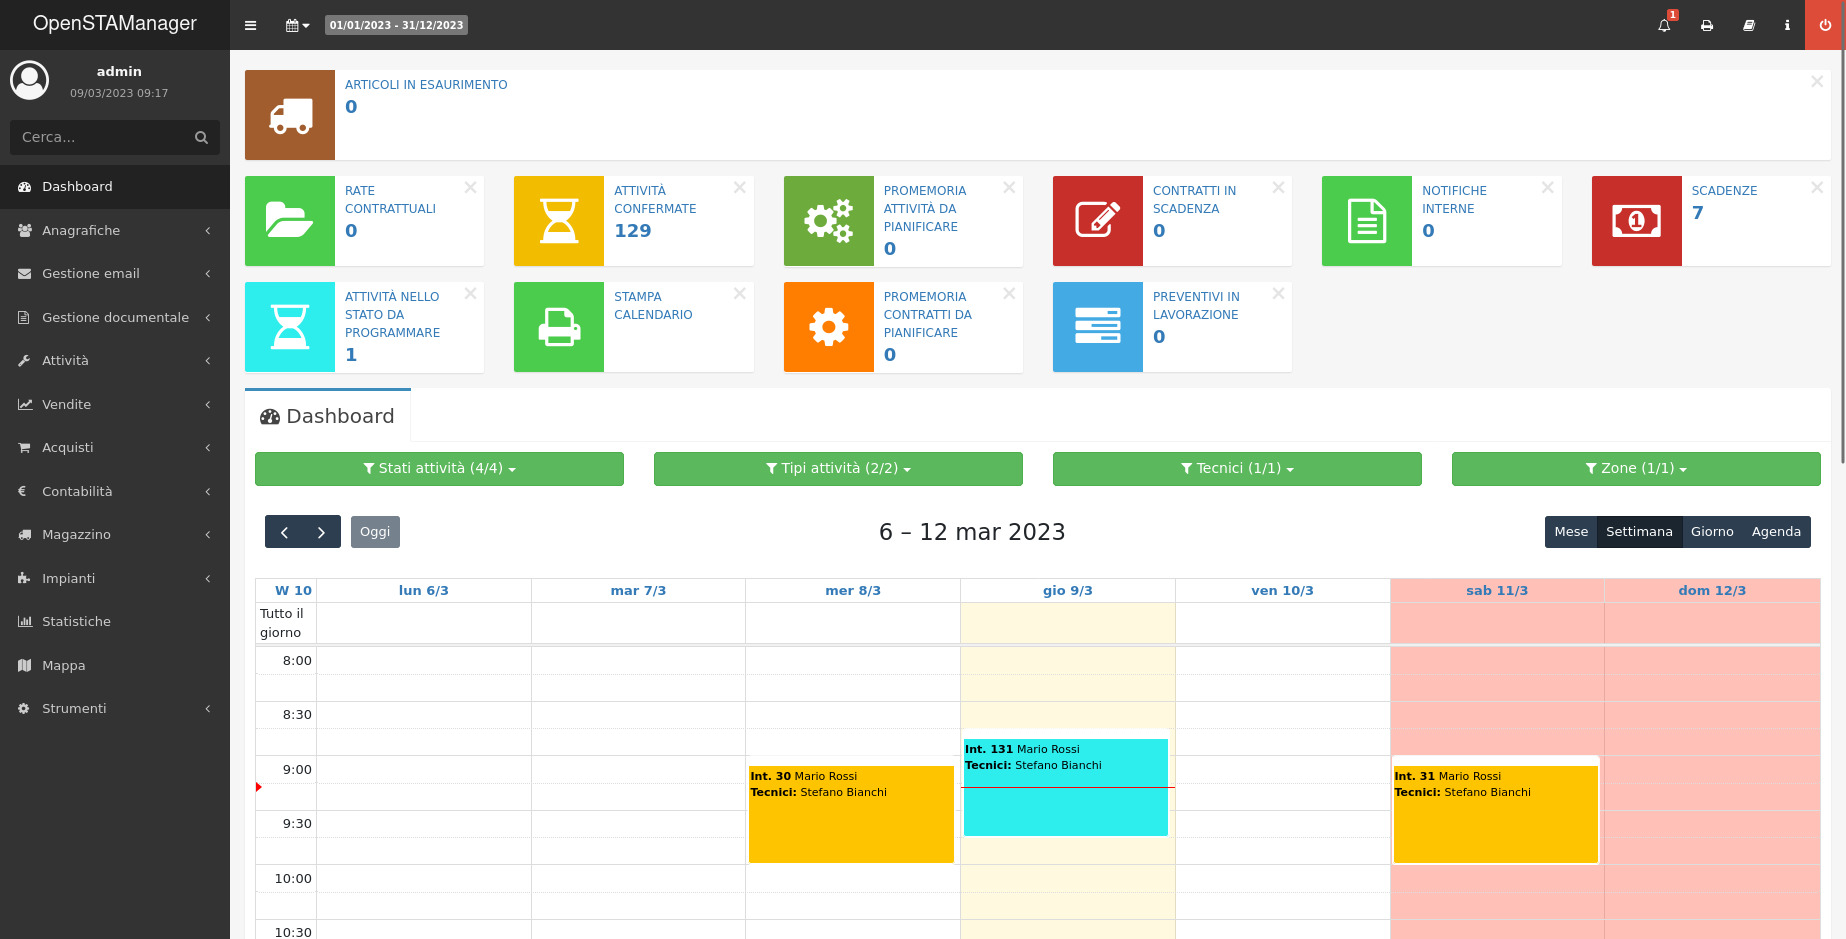 OpenSTAManager
01/01/2023 - 31/12/2023
1
admin
09/03/2023 09:17
Cerca...
Dashboard
Anagrafiche
Gestione email
Gestione documentale
Attività
Vendite
Acquisti
Contabilità
Magazzino
Impianti
Statistiche
Mappa
Strumenti
ARTICOLI IN ESAURIMENTO
0
RATE
CONTRATTUALI
0
ATTIVITÀ
CONFERMATE
129
PROMEMORIA
ATTIVITÀ DA
PIANIFICARE
0
CONTRATTI IN
SCADENZA
0
NOTIFICHE
INTERNE
0
SCADENZE
7
ATTIVITÀ NELLO
STATO DA
PROGRAMMARE
1
STAMPA
CALENDARIO
PROMEMORIA
CONTRATTI DA
PIANIFICARE
0
PREVENTIVI IN
LAVORAZIONE
0
Dashboard
Stati attività (4/4)
Tipi attività (2/2)
Tecnici (1/1)
Zone (1/1)
Oggi
6 – 12 mar 2023
Mese Settimana Giorno Agenda
W 10 lun 6/3 mar 7/3 mer 8/3 gio 9/3 ven 10/3 sab 11/3 dom 12/3
Tutto il
giorno
8:00
8:30
9:00
9:30
10:00
10:30
Int. 30 Mario Rossi
Tecnici: Stefano Bianchi
Int. 131 Mario Rossi
Tecnici: Stefano Bianchi
Int. 31 Mario Rossi
Tecnici: Stefano Bianchi